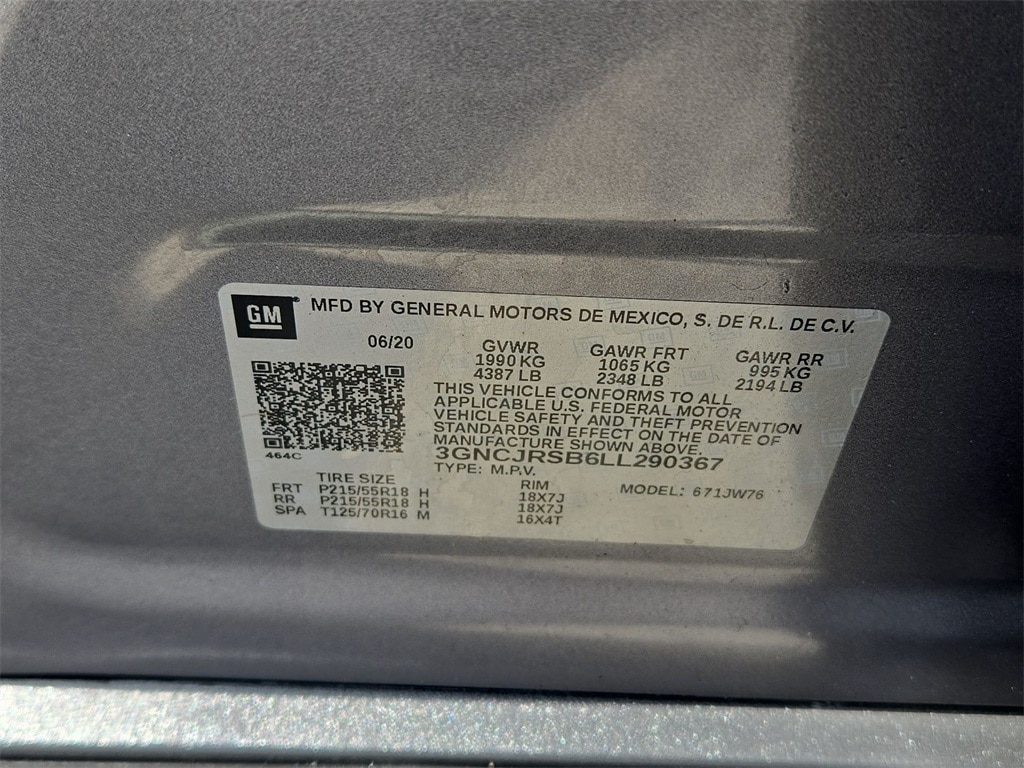 GM® MFD BY GENERAL MOTORS DE MEXICO, S. DE R.L. DE C.V.
06/20 GVWR GAWR FRT GAWR RR
1990 KG 1065 KG 995 KG
4387 LB 2348 LB 2194 LB
THIS VEHICLE CONFORMS TO ALL
APPLICABLE U.S. FEDERAL MOTOR
VEHICLE SAFETY AND THEFT PREVENTION
STANDARDS IN EFFECT ON THE DATE OF
MANUFACTURE SHOWN ABOVE.
464C 3GNCJRSB6LL290367
TYPE: M.P.V.
TIRE SIZE RIM MODEL: 671JW76
FRT P215/55R18 H 18X7J
RR P215/55R18 H 18X7J
SPA T125/70R16 M 16X4T